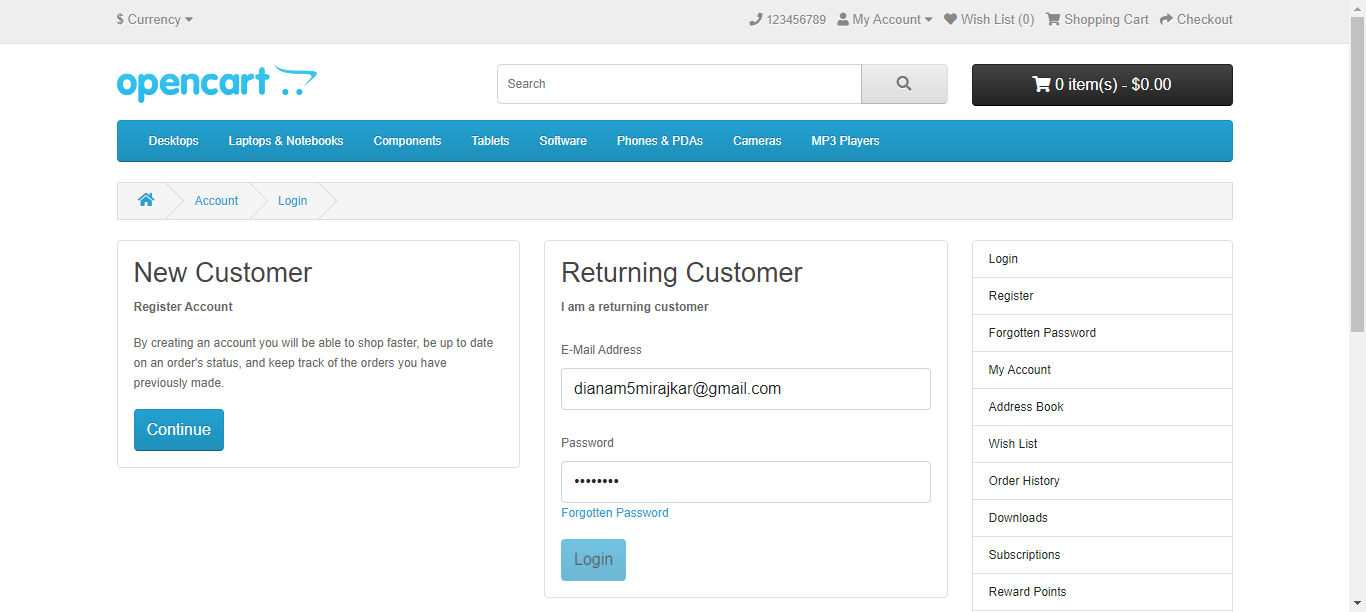 $ Currency
123456789 My Account Wish List (0) Shopping Cart Checkout
opencart
Search
0 item(s) - $0.00
Desktops Laptops & Notebooks Components Tablets Software Phones & PDAs Cameras MP3 Players
Account Login
New Customer
Register Account
By creating an account you will be able to shop faster, be up to date
on an order's status, and keep track of the orders you have
previously made.
Continue
Returning Customer
I am a returning customer
E-Mail Address
dianam5mirajkar@gmail.com
Password
••••••••
Forgotten Password
Login
Login
Register
Forgotten Password
My Account
Address Book
Wish List
Order History
Downloads
Subscriptions
Reward Points